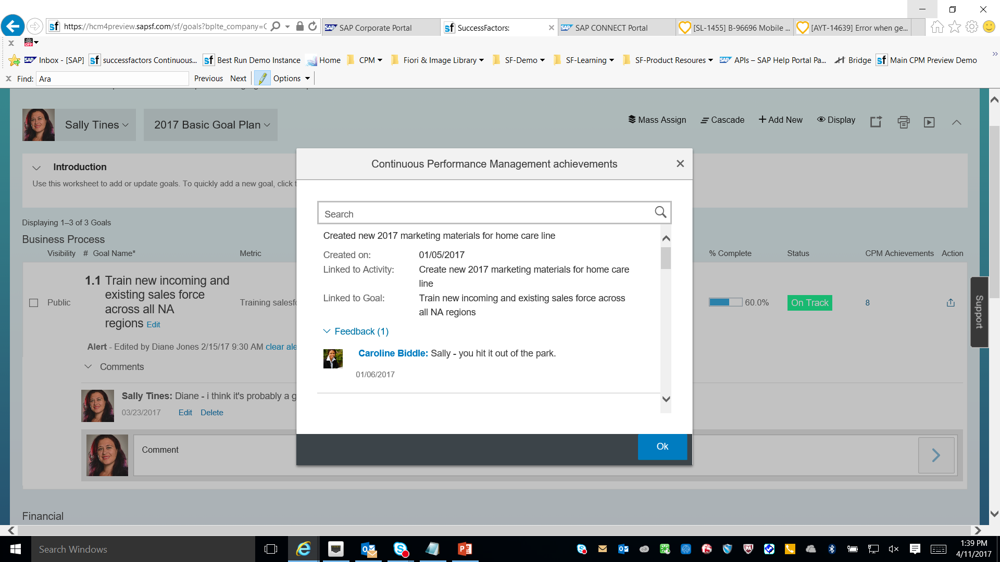 https://hcm4preview.sapsf.com/sf/goals?bplte_company=C
SAP Corporate Portal
SuccessFactors:
SAP CONNECT Portal
[SL-1455] B-96696 Mobile ...
[AYT-14639] Error when ge...
x OFF
Inbox - [SAP]
successfactors Continuous...
Best Run Demo Instance
Home
CPM
Fiori & Image Library
SF-Demo
SF-Learning
SF-Product Resoures
APIs – SAP Help Portal Pa...
Bridge
Main CPM Preview Demo
x Find: Ara Previous Next Options
Sally Tines
2017 Basic Goal Plan
Mass Assign
Cascade
Add New
Display
Introduction
Use this worksheet to add or update goals. To quickly add a new goal, click t
Displaying 1–3 of 3 Goals
Business Process
Visibility # Goal Name* Metric % Complete Status CPM Achievements Action
1.1 Train new incoming and
existing sales force
across all NA
regions Edit
Public
Training salesf
60.0%
On Track
8
Alert - Edited by Diane Jones 2/15/17 9:30 AM clear ale
Comments
Sally Tines: Diane - i think it's probably a g
03/23/2017 Edit Delete
Comment
Financial
Support
Continuous Performance Management achievements
Search
Created new 2017 marketing materials for home care line
Created on: 01/05/2017
Linked to Activity: Create new 2017 marketing materials for home care
line
Linked to Goal: Train new incoming and existing sales force across
all NA regions
Feedback (1)
Caroline Biddle: Sally - you hit it out of the park.
01/06/2017
Ok
Search Windows
1:39 PM
4/11/2017